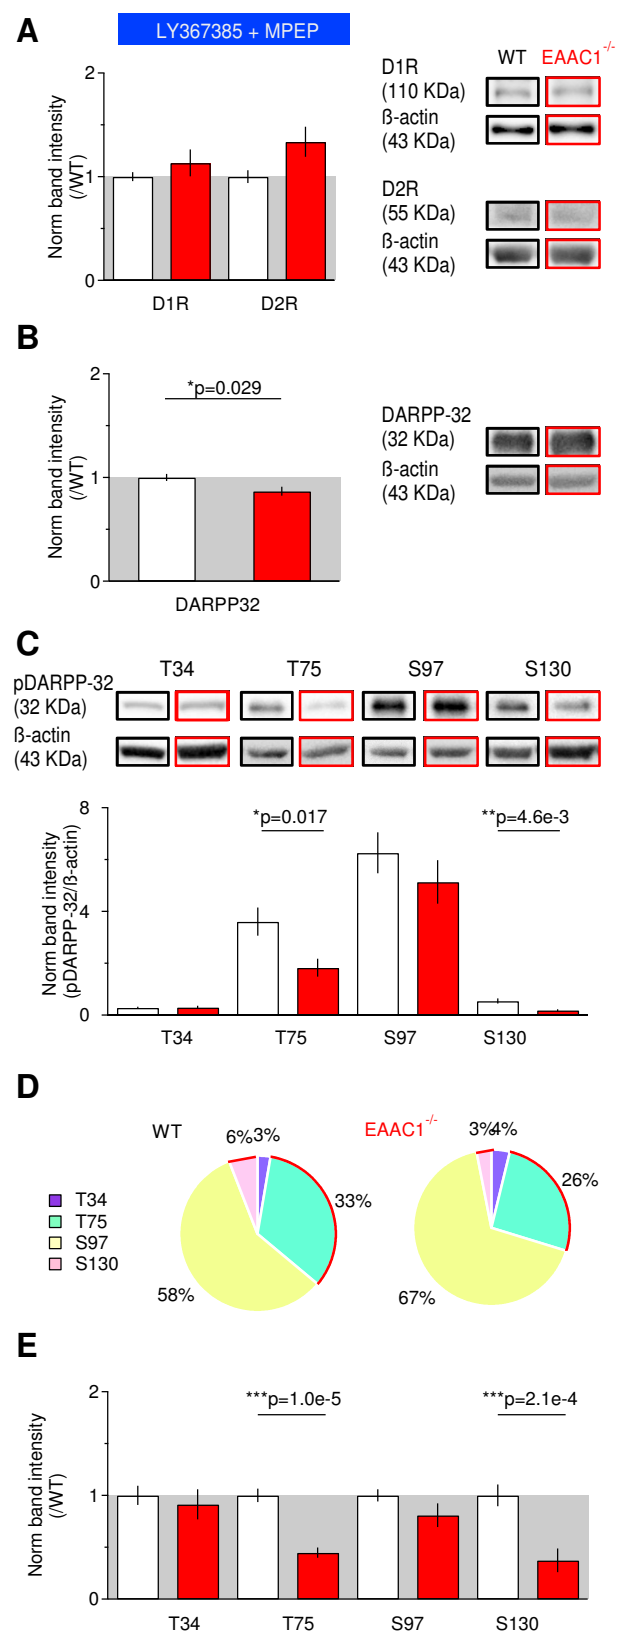 A
LY367385 + MPEP
2
1
0
Norm band intensity
(/WT)
D1R
D2R
WT
EAAC1-/-
D1R
(110 KDa)
ß-actin
(43 KDa)
D2R
(55 KDa)
ß-actin
(43 KDa)
B
2
1
0
Norm band intensity
(/WT)
*p=0.029
DARPP32
DARPP-32
(32 KDa)
ß-actin
(43 KDa)
C
T34
T75
S97
S130
pDARPP-32
(32 KDa)
ß-actin
(43 KDa)
8
4
0
Norm band intensity
(pDARPP-32/ß-actin)
*p=0.017
**p=4.6e-3
T34
T75
S97
S130
D
WT
EAAC1-/-
6%
3%
33%
58%
3%
4%
26%
67%
T34
T75
S97
S130
E
2
1
0
Norm band intensity
(/WT)
***p=1.0e-5
***p=2.1e-4
T34
T75
S97
S130